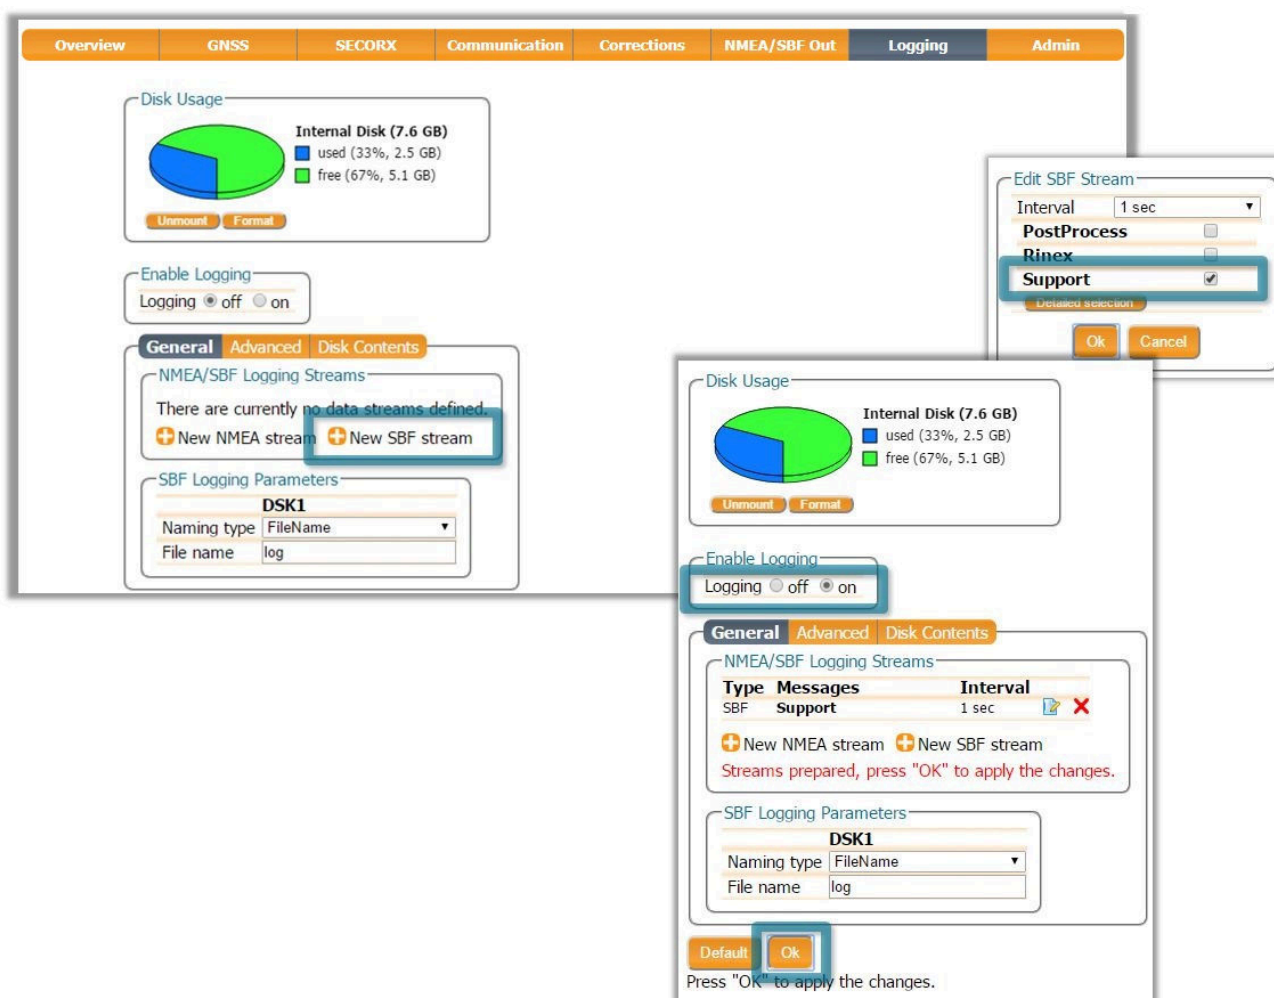 Overview GNSS SECORX Communication Corrections NMEA/SBF Out Logging Admin
Disk Usage
Internal Disk (7.6 GB)
used (33%, 2.5 GB)
free (67%, 5.1 GB)
Unmount Format
Enable Logging
Logging off on
General Advanced Disk Contents
NMEA/SBF Logging Streams
There are currently no data streams defined.
New NMEA stream New SBF stream
SBF Logging Parameters
DSK1
Naming type FileName
File name log
Edit SBF Stream
Interval 1 sec
PostProcess
Rinex
Support
Detailed selection
Ok Cancel
Disk Usage
Internal Disk (7.6 GB)
used (33%, 2.5 GB)
free (67%, 5.1 GB)
Unmount Format
Enable Logging
Logging off on
General Advanced Disk Contents
NMEA/SBF Logging Streams
Type Messages Interval
SBF Support 1 sec
New NMEA stream New SBF stream
Streams prepared, press "OK" to apply the changes.
SBF Logging Parameters
DSK1
Naming type FileName
File name log
Default Ok
Press "OK" to apply the changes.